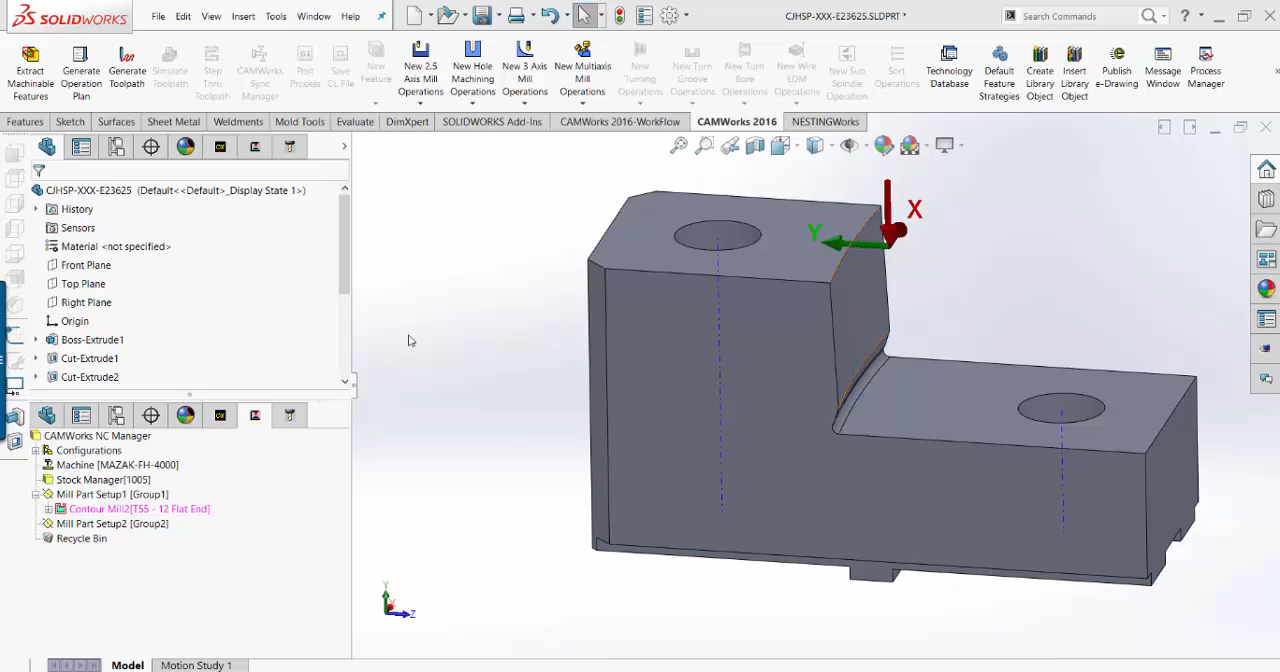 SOLIDWORKS File Edit View Insert Tools Window Help CJHSP-XXX-E23625.SLDPRT * Search Commands ?
Extract Machinable Features
Generate Operation Plan
Generate Toolpath
Simulate Toolpath
Step Thru Toolpath
CAMWorks Sync Manager
Post Process
Save CL File
New Feature
New 2.5 Axis Mill Operations
New Hole Machining Operations
New 3 Axis Mill Operations
New Multiaxis Mill Operations
New Turning Operations
New Turn Groove Operations
New Turn Bore Operations
New Wire EDM Operations
New Sub Spindle Operation
Sort Operations
Technology Database
Default Feature Strategies
Create Library Object
Insert Library Object
Publish e-Drawing
Message Window
Process Manager
Features Sketch Surfaces Sheet Metal Weldments Mold Tools Evaluate DimXpert SOLIDWORKS Add-Ins CAMWorks 2016-WorkFlow CAMWorks 2016 NESTINGWorks
CJHSP-XXX-E23625 (Default<<Default>_Display State 1>)
History
Sensors
Material <not specified>
Front Plane
Top Plane
Right Plane
Origin
Boss-Extrude1
Cut-Extrude1
Cut-Extrude2
CAMWorks NC Manager
Configurations
Machine [MAZAK-FH-4000]
Stock Manager[1005]
Mill Part Setup1 [Group1]
Contour Mill2[T55 - 12 Flat End]
Mill Part Setup2 [Group2]
Recycle Bin
X
Y
Y
Z
Model Motion Study 1